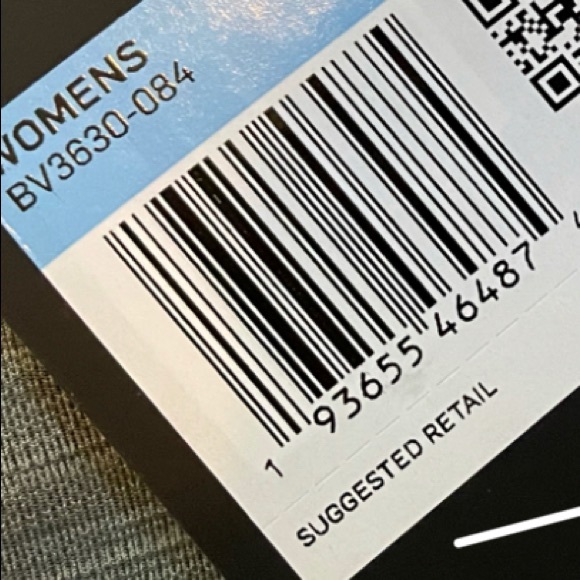 WOMENS
BV3630-084
1 93655 46487
SUGGESTED RETAIL